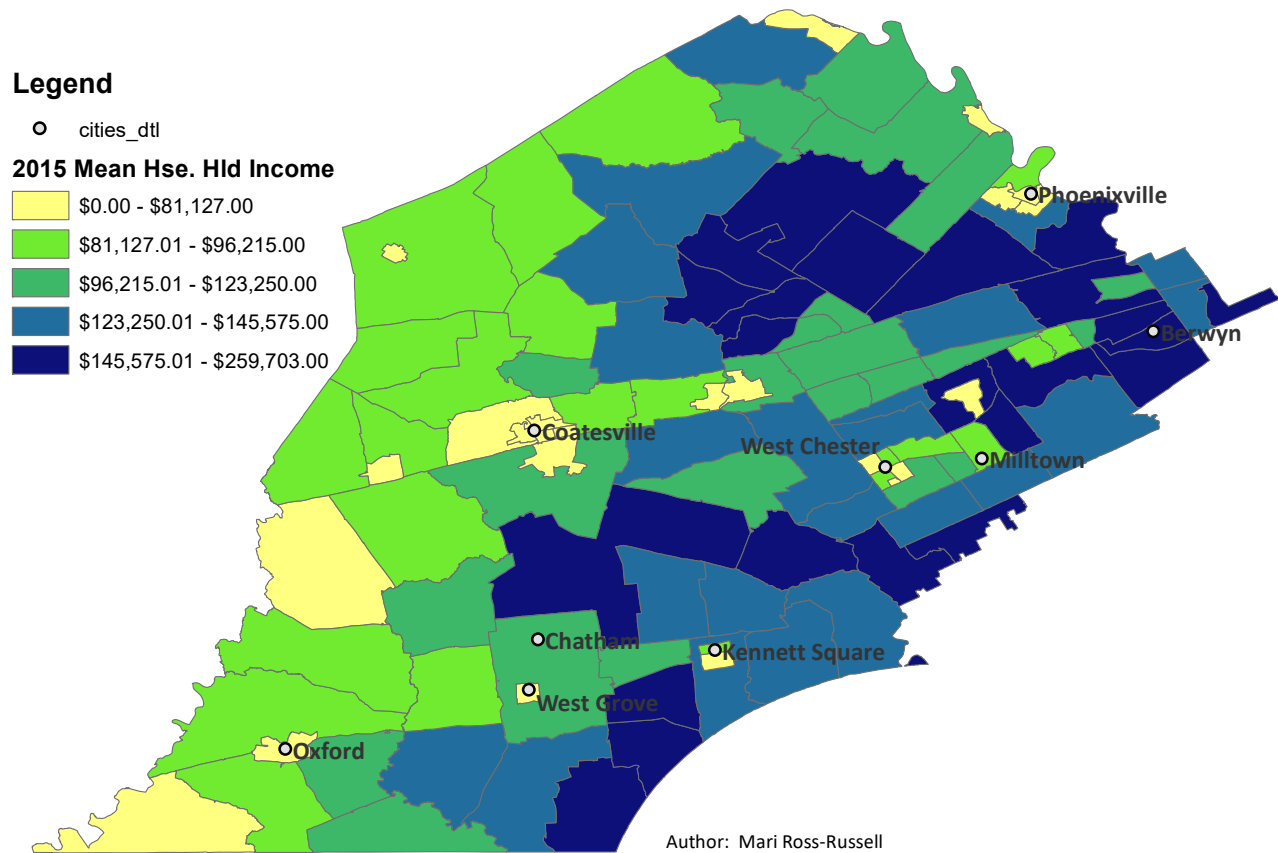 Legend
cities_dtl
2015 Mean Hse. Hld Income
$0.00 - $81,127.00
$81,127.01 - $96,215.00
$96,215.01 - $123,250.00
$123,250.01 - $145,575.00
$145,575.01 - $259,703.00
Phoenixville
Berwyn
Coatesville
West Chester
Milltown
Chatham
Kennett Square
West Grove
Oxford
Author: Mari Ross-Russell